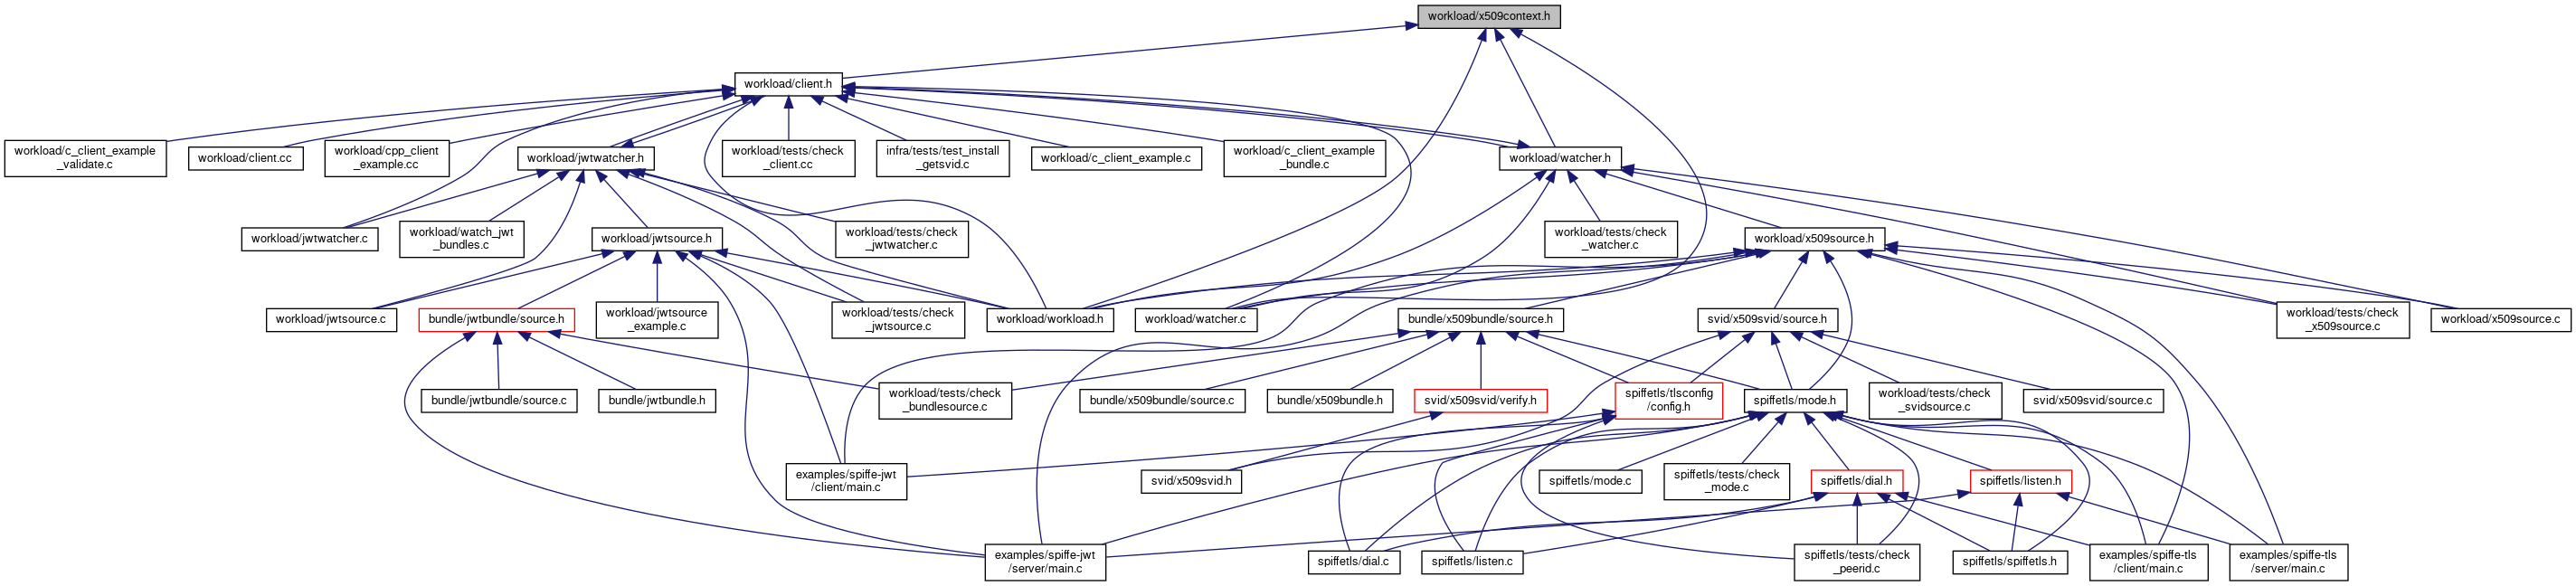 workload/x509context.h
workload/client.h
workload/c_client_example
_validate.c
workload/client.cc
workload/cpp_client
_example.cc
workload/jwtwatcher.h
workload/tests/check
_client.cc
infra/tests/test_install
_getsvid.c
workload/c_client_example.c
workload/c_client_example
_bundle.c
workload/watcher.h
workload/jwtwatcher.c
workload/watch_jwt
_bundles.c
workload/jwtsource.h
workload/tests/check
_jwtwatcher.c
workload/tests/check
_watcher.c
workload/x509source.h
workload/jwtsource.c
bundle/jwtbundle/source.h
workload/jwtsource
_example.c
workload/tests/check
_jwtsource.c
workload/workload.h
workload/watcher.c
bundle/x509bundle/source.h
svid/x509svid/source.h
workload/tests/check
_x509source.c
workload/x509source.c
bundle/jwtbundle/source.c
bundle/jwtbundle.h
workload/tests/check
_bundlesource.c
bundle/x509bundle/source.c
bundle/x509bundle.h
svid/x509svid/verify.h
spiffetls/tlsconfig
/config.h
spiffetls/mode.h
workload/tests/check
_svidsource.c
svid/x509svid/source.c
examples/spiffe-jwt
/client/main.c
svid/x509svid.h
spiffetls/mode.c
spiffetls/tests/check
_mode.c
spiffetls/dial.h
spiffetls/listen.h
examples/spiffe-jwt
/server/main.c
spiffetls/dial.c
spiffetls/listen.c
spiffetls/tests/check
_peerid.c
spiffetls/spiffetls.h
examples/spiffe-tls
/client/main.c
examples/spiffe-tls
/server/main.c